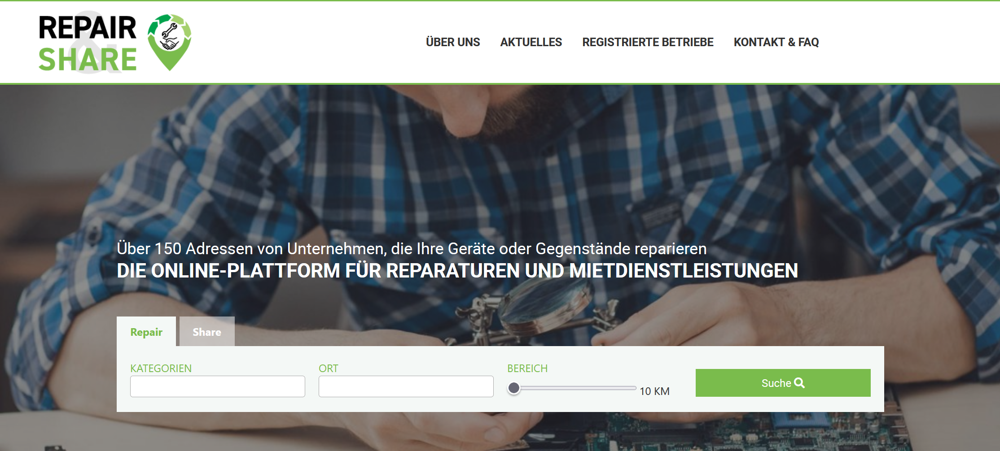 REPAIR
&
SHARE
ÜBER UNS AKTUELLES REGISTRIERTE BETRIEBE KONTAKT & FAQ
Über 150 Adressen von Unternehmen, die Ihre Geräte oder Gegenstände reparieren
DIE ONLINE-PLATTFORM FÜR REPARATUREN UND MIETDIENSTLEISTUNGEN
Repair Share
KATEGORIEN ORT BEREICH
10 KM Suche